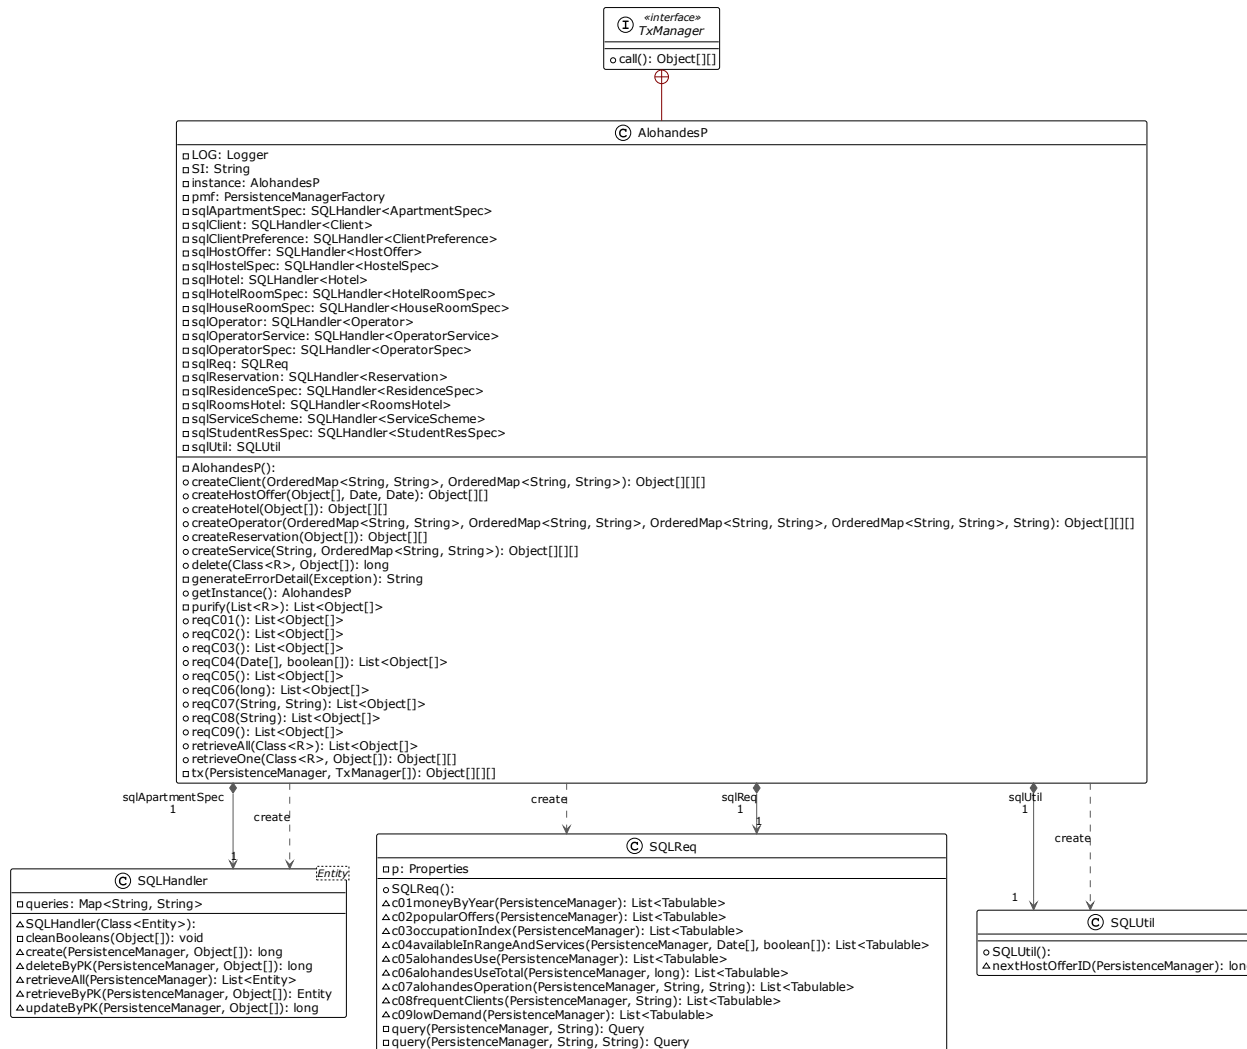 «interface»
I TxManager
call(): Object[][]
C AlohandesP
LOG: Logger
SI: String
instance: AlohandesP
pmf: PersistenceManagerFactory
sqlApartmentSpec: SQLHandler<ApartmentSpec>
sqlClient: SQLHandler<Client>
sqlClientPreference: SQLHandler<ClientPreference>
sqlHostOffer: SQLHandler<HostOffer>
sqlHostelSpec: SQLHandler<HostelSpec>
sqlHotel: SQLHandler<Hotel>
sqlHotelRoomSpec: SQLHandler<HotelRoomSpec>
sqlHouseRoomSpec: SQLHandler<HouseRoomSpec>
sqlOperator: SQLHandler<Operator>
sqlOperatorService: SQLHandler<OperatorService>
sqlOperatorSpec: SQLHandler<OperatorSpec>
sqlReq: SQLReq
sqlReservation: SQLHandler<Reservation>
sqlResidenceSpec: SQLHandler<ResidenceSpec>
sqlRoomsHotel: SQLHandler<RoomsHotel>
sqlServiceScheme: SQLHandler<ServiceScheme>
sqlStudentResSpec: SQLHandler<StudentResSpec>
sqlUtil: SQLUtil
AlohandesP():
createClient(OrderedMap<String, String>, OrderedMap<String, String>): Object[][][]
createHostOffer(Object[], Date, Date): Object[][]
createHotel(Object[]): Object[][]
createOperator(OrderedMap<String, String>, OrderedMap<String, String>, OrderedMap<String, String>, OrderedMap<String, String>, String): Object[][][]
createReservation(Object[]): Object[][]
createService(String, OrderedMap<String, String>): Object[][][]
delete(Class<R>, Object[]): long
generateErrorDetail(Exception): String
getInstance(): AlohandesP
purify(List<R>): List<Object[]>
reqC01(): List<Object[]>
reqC02(): List<Object[]>
reqC03(): List<Object[]>
reqC04(Date[], boolean[]): List<Object[]>
reqC05(): List<Object[]>
reqC06(long): List<Object[]>
reqC07(String, String): List<Object[]>
reqC08(String): List<Object[]>
reqC09(): List<Object[]>
retrieveAll(Class<R>): List<Object[]>
retrieveOne(Class<R>, Object[]): Object[][]
tx(PersistenceManager, TxManager[]): Object[][][]
sqlApartmentSpec
1
1
create
create
sqlReq
1
1
sqlUtil
1
1
create
C SQLHandler
Entity
queries: Map<String, String>
SQLHandler(Class<Entity>):
cleanBooleans(Object[]): void
create(PersistenceManager, Object[]): long
deleteByPK(PersistenceManager, Object[]): long
retrieveAll(PersistenceManager): List<Entity>
retrieveByPK(PersistenceManager, Object[]): Entity
updateByPK(PersistenceManager, Object[]): long
C SQLReq
p: Properties
SQLReq():
c01moneyByYear(PersistenceManager): List<Tabulable>
c02popularOffers(PersistenceManager): List<Tabulable>
c03occupationIndex(PersistenceManager): List<Tabulable>
c04availableInRangeAndServices(PersistenceManager, Date[], boolean[]): List<Tabulable>
c05alohandesUse(PersistenceManager): List<Tabulable>
c06alohandesUseTotal(PersistenceManager, long): List<Tabulable>
c07alohandesOperation(PersistenceManager, String, String): List<Tabulable>
c08frequentClients(PersistenceManager, String): List<Tabulable>
c09lowDemand(PersistenceManager): List<Tabulable>
query(PersistenceManager, String): Query
query(PersistenceManager, String, String): Query
C SQLUtil
SQLUtil():
nextHostOfferID(PersistenceManager): long